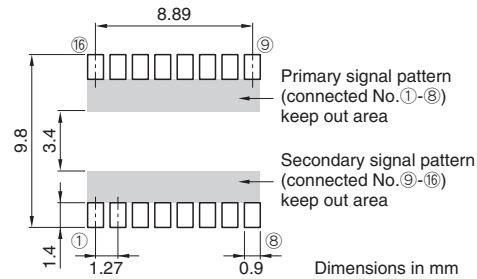 8.89
⑯ ⑨
Primary signal pattern
(connected No.①-⑧)
keep out area
9.8
3.4
Secondary signal pattern
(connected No.⑨-⑯)
keep out area
1.4
① ⑧
1.27 0.9 Dimensions in mm